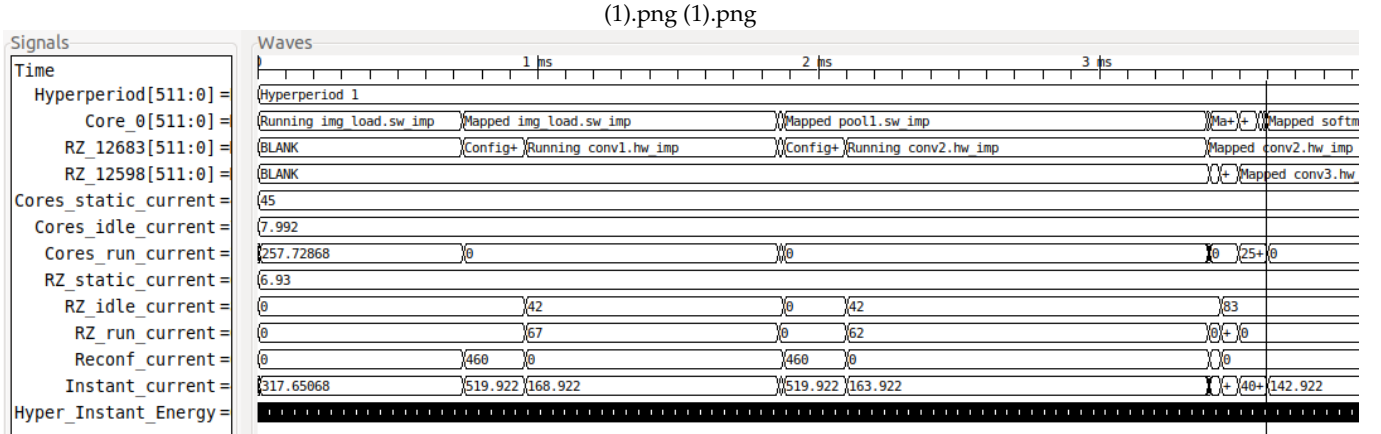 (1).png (1).png
Signals Waves
Time 1 ms 2 ms 3 ms
Hyperperiod[511:0] = Hyperperiod 1
Core_0[511:0] = Running img_load.sw_imp Mapped img_load.sw_imp Mapped pool1.sw_imp Ma+ + Mapped softm
RZ_12683[511:0] = BLANK Config+ Running conv1.hw_imp Config+ Running conv2.hw_imp Mapped conv2.hw_imp
RZ_12598[511:0] = BLANK + Mapped conv3.hw_
Cores_static_current = 45
Cores_idle_current = 7.992
Cores_run_current = 257.72868 0 0 0 25+ 0
RZ_static_current = 6.93
RZ_idle_current = 0 42 0 42 83
RZ_run_current = 0 67 0 62 0 + 0
Reconf_current = 0 460 0 460 0 0
Instant_current = 317.65068 519.922 168.922 519.922 163.922 + 40+ 142.922
Hyper_Instant_Energy =